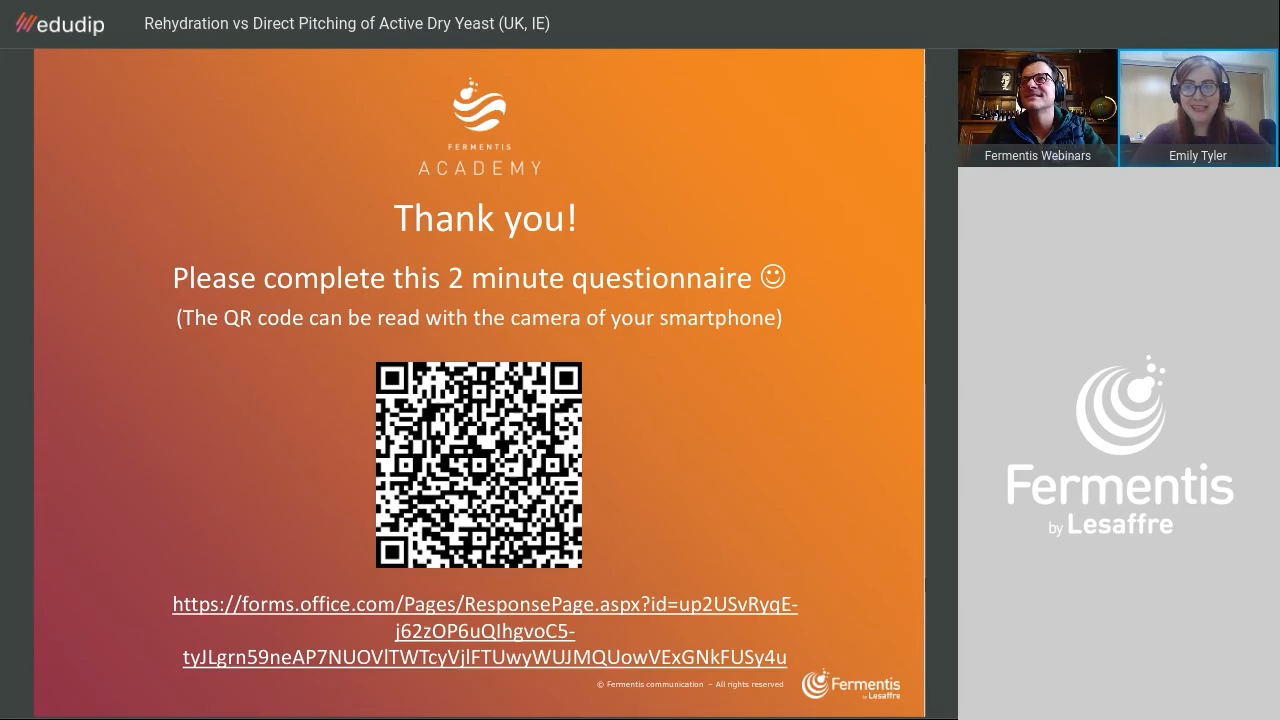 edudip
Rehydration vs Direct Pitching of Active Dry Yeast (UK, IE)
FERMENTIS
ACADEMY
Thank you!
Please complete this 2 minute questionnaire ☺
(The QR code can be read with the camera of your smartphone)
https://forms.office.com/Pages/ResponsePage.aspx?id=up2USvRyqE-
j62zOP6uQIhgvoC5-
tyJLgrn59neAP7NUOVlTWTcyVjlFTUwyWUJMQUowVExGNkFUSy4u
© Fermentis communication – All rights reserved
Fermentis
by Lesaffre
Fermentis Webinars
Emily Tyler
Fermentis
by Lesaffre